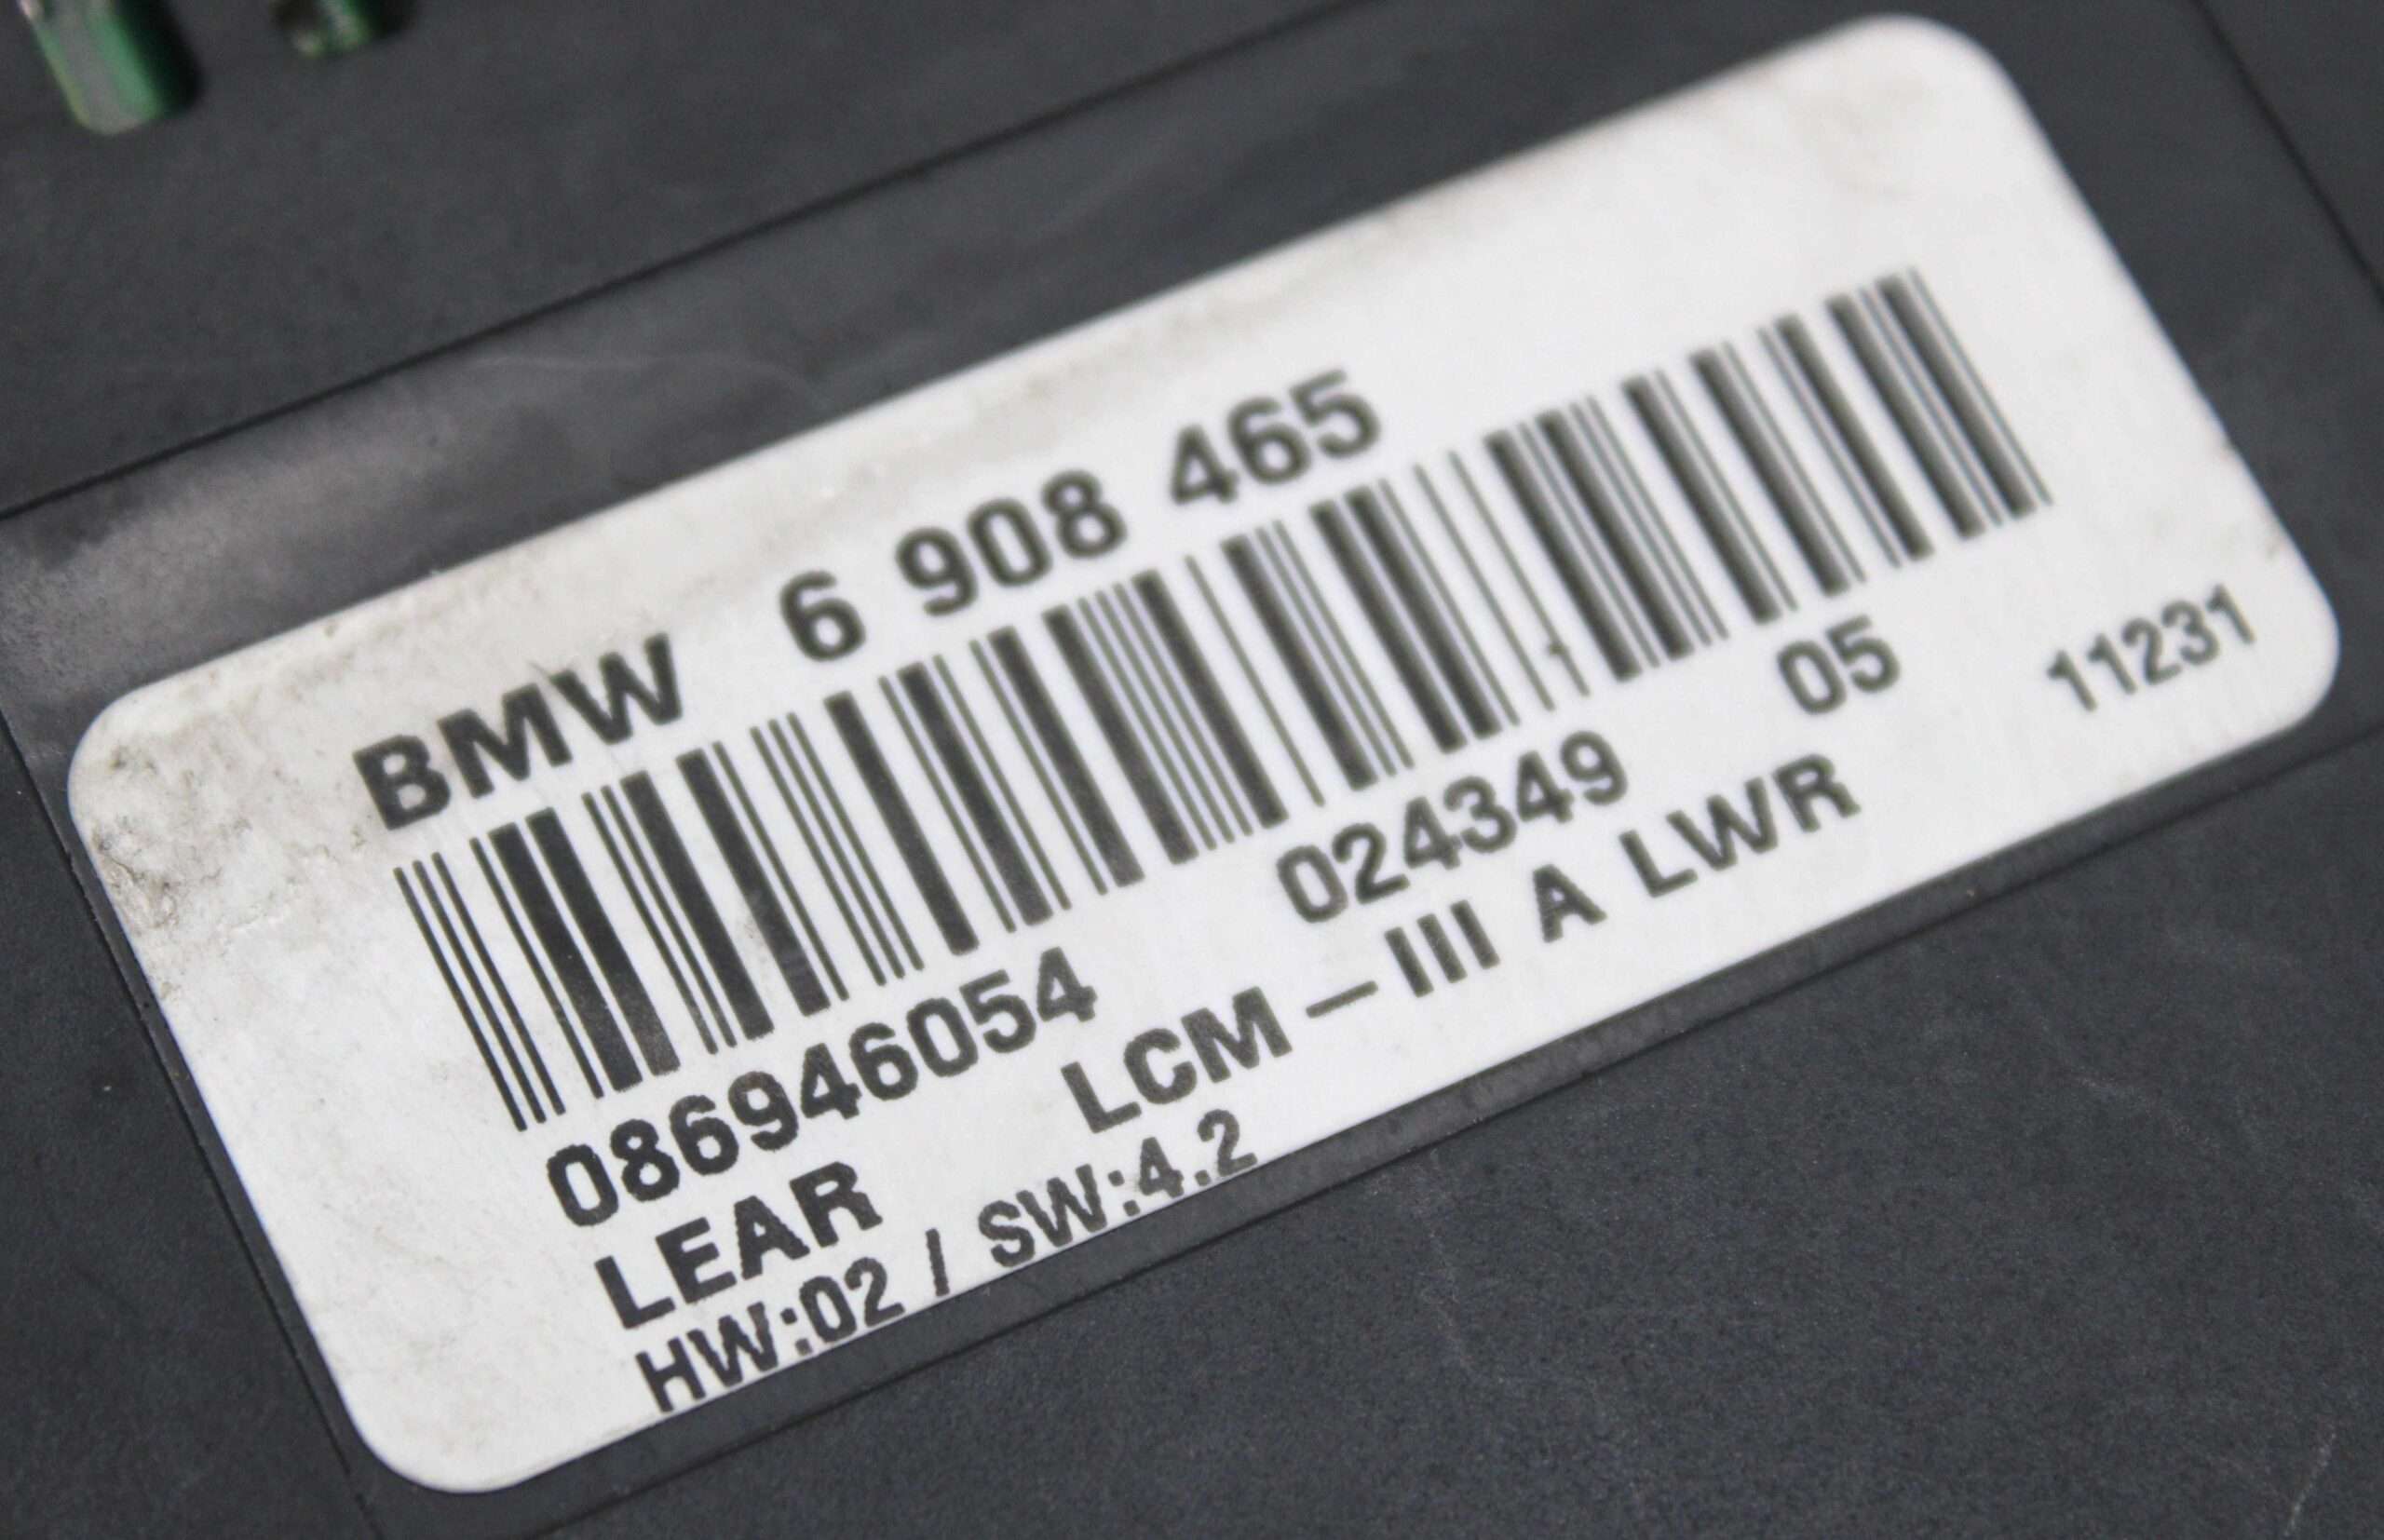 BMW 6 908 465
086946054 024349 05 11231
LEAR LCM-III A LWR
HW:02 / SW:4.2